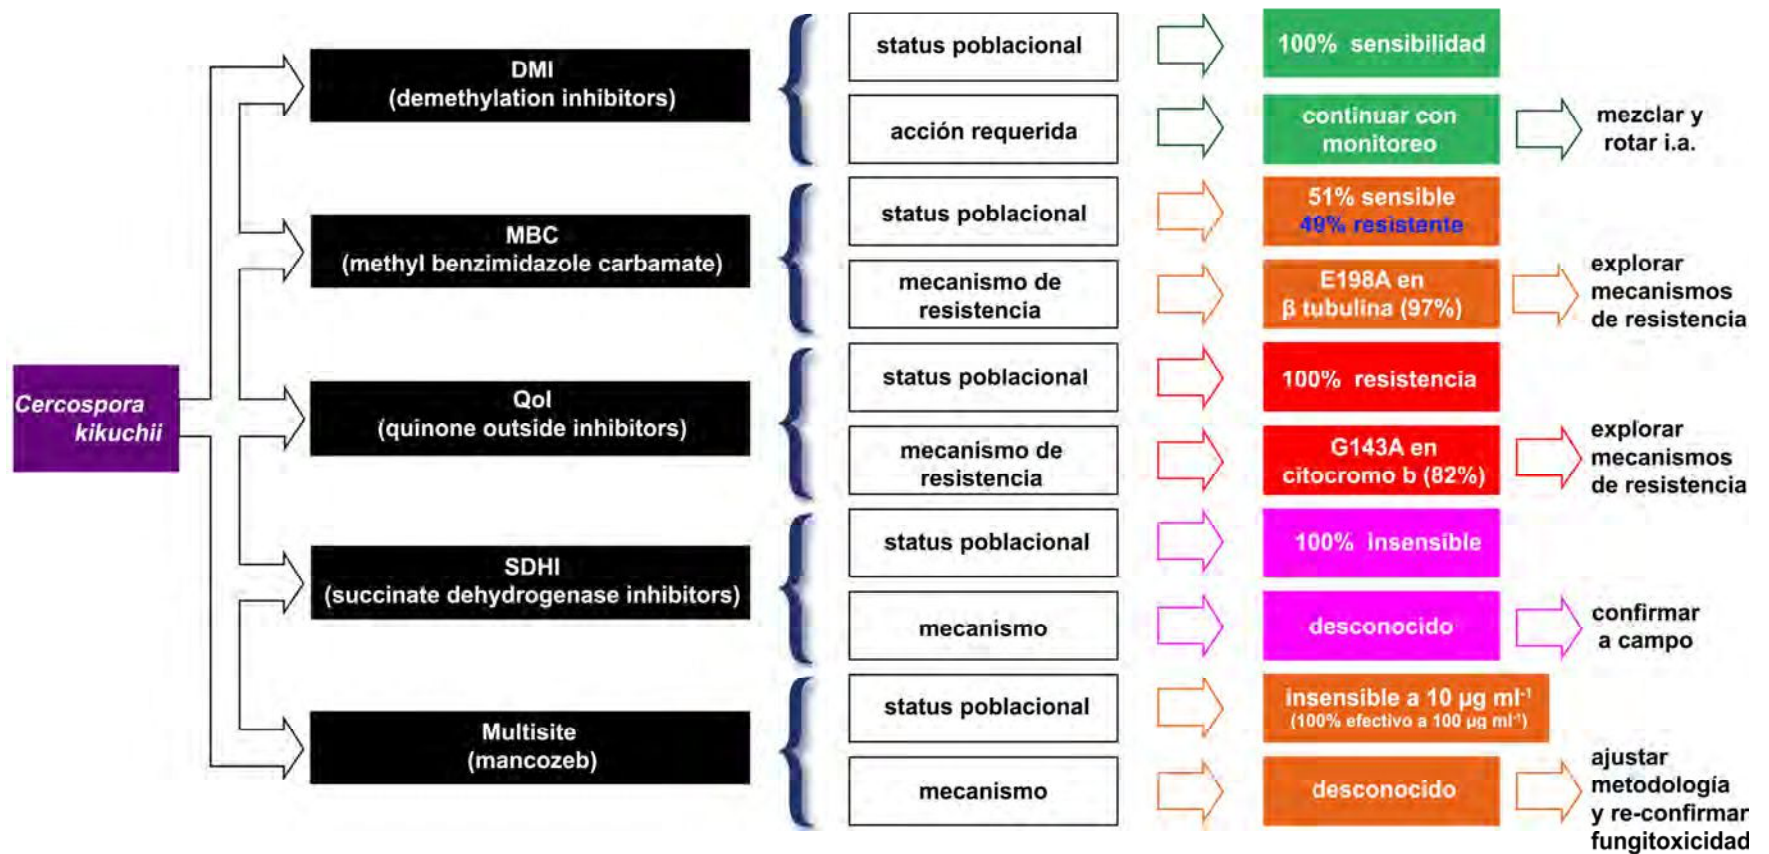 Cercospora
kikuchii
DMI
(demethylation inhibitors)
status poblacional
100% sensibilidad
acción requerida
continuar con
monitoreo
mezclar y
rotar i.a.
MBC
(methyl benzimidazole carbamate)
status poblacional
51% sensible
49% resistente
mecanismo de
resistencia
E198A en
β tubulina (97%)
explorar
mecanismos
de resistencia
QoI
(quinone outside inhibitors)
status poblacional
100% resistencia
mecanismo de
resistencia
G143A en
citocromo b (82%)
explorar
mecanismos
de resistencia
SDHI
(succinate dehydrogenase inhibitors)
status poblacional
100% Insensible
mecanismo
desconocido
confirmar
a campo
Multisite
(mancozeb)
status poblacional
insensible a 10 µg ml⁻¹
(100% efectivo a 100 µg ml⁻¹)
mecanismo
desconocido
ajustar
metodología
y re-confirmar
fungitoxicidad